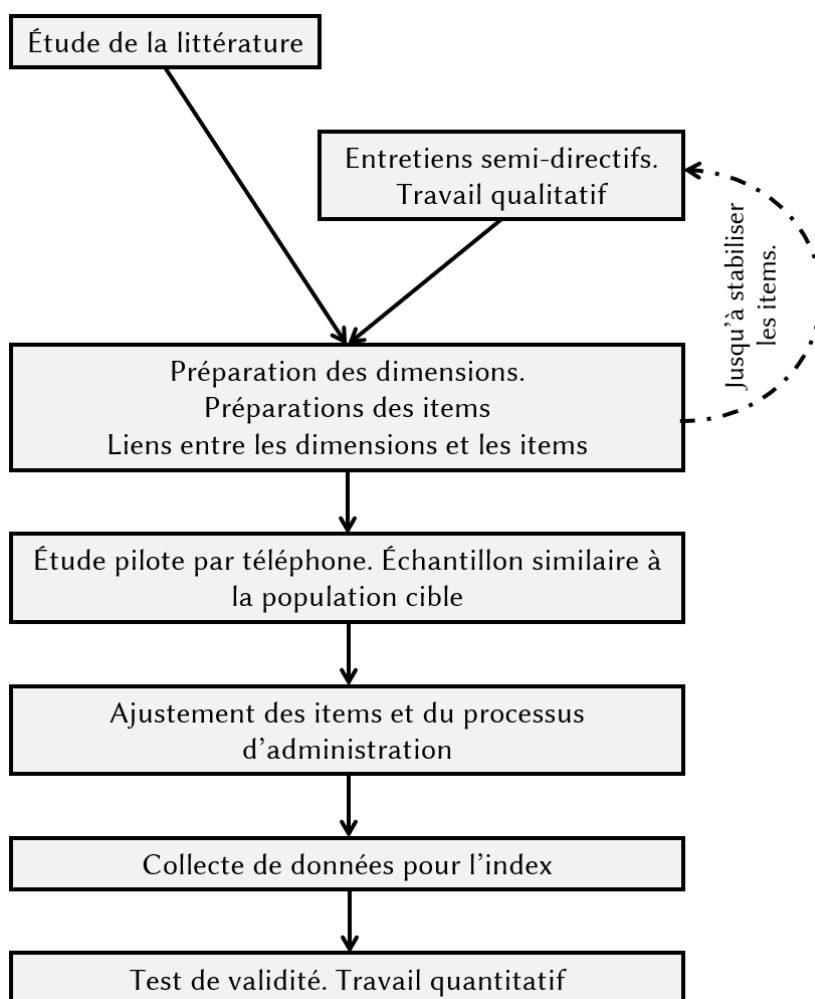 Étude de la littérature
Entretiens semi-directifs.
Travail qualitatif
Jusqu'à stabiliser
les items.
Préparation des dimensions.
Préparations des items
Liens entre les dimensions et les items
Étude pilote par téléphone. Échantillon similaire à
la population cible
Ajustement des items et du processus
d'administration
Collecte de données pour l'index
Test de validité. Travail quantitatif